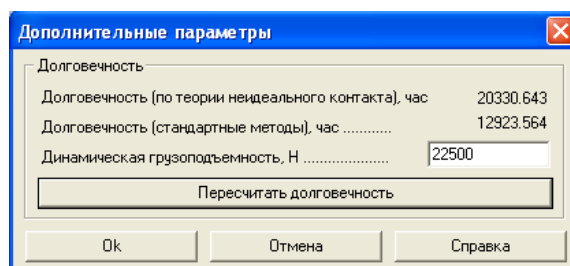 Дополнительные параметры
Долговечность
Долговечность (по теории неидеального контакта), час 20330.643
Долговечность (стандартные методы), час ............ 12923.564
Динамическая грузоподъемность, Н ..................... 22500
Пересчитать долговечность
Ok Отмена Справка